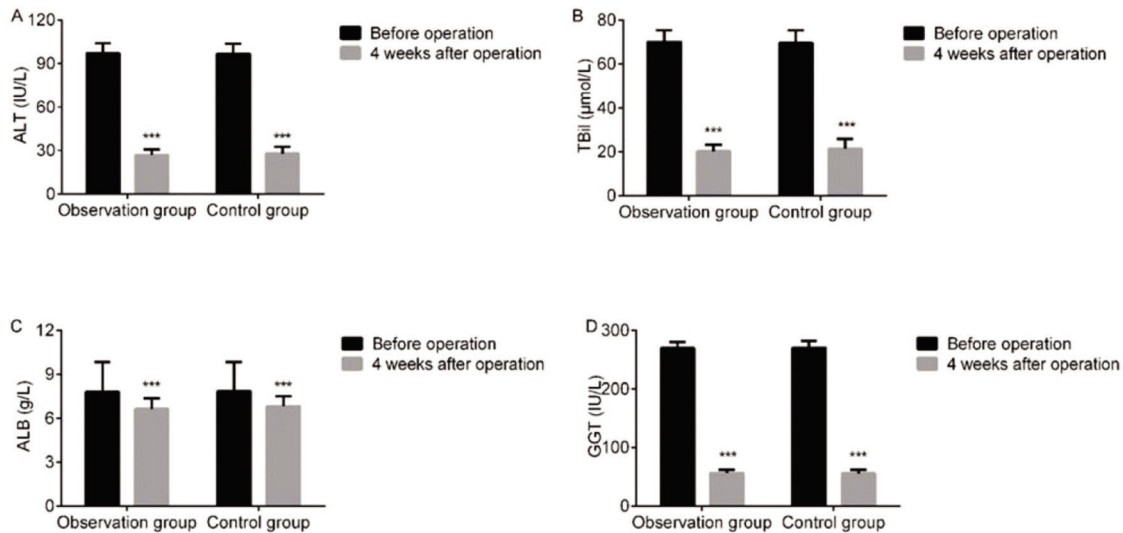 A
120
90
60
30
0
ALT (IU/L)
***
***
Observation group
Control group
Before operation
4 weeks after operation
B
80
60
40
20
0
TBil (μmol/L)
***
***
Observation group
Control group
Before operation
4 weeks after operation
C
12
9
6
3
0
ALB (g/L)
***
***
Observation group
Control group
Before operation
4 weeks after operation
D
300
200
100
0
GGT (IU/L)
***
***
Observation group
Control group
Before operation
4 weeks after operation